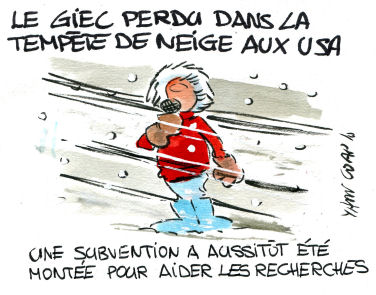 LE GIEC PERDU DANS LA
TEMPÊTE DE NEIGE AUX USA
UNE SUBVENTION A AUSSITÔT ÉTÉ
MONTÉE POUR AIDER LES RECHERCHES